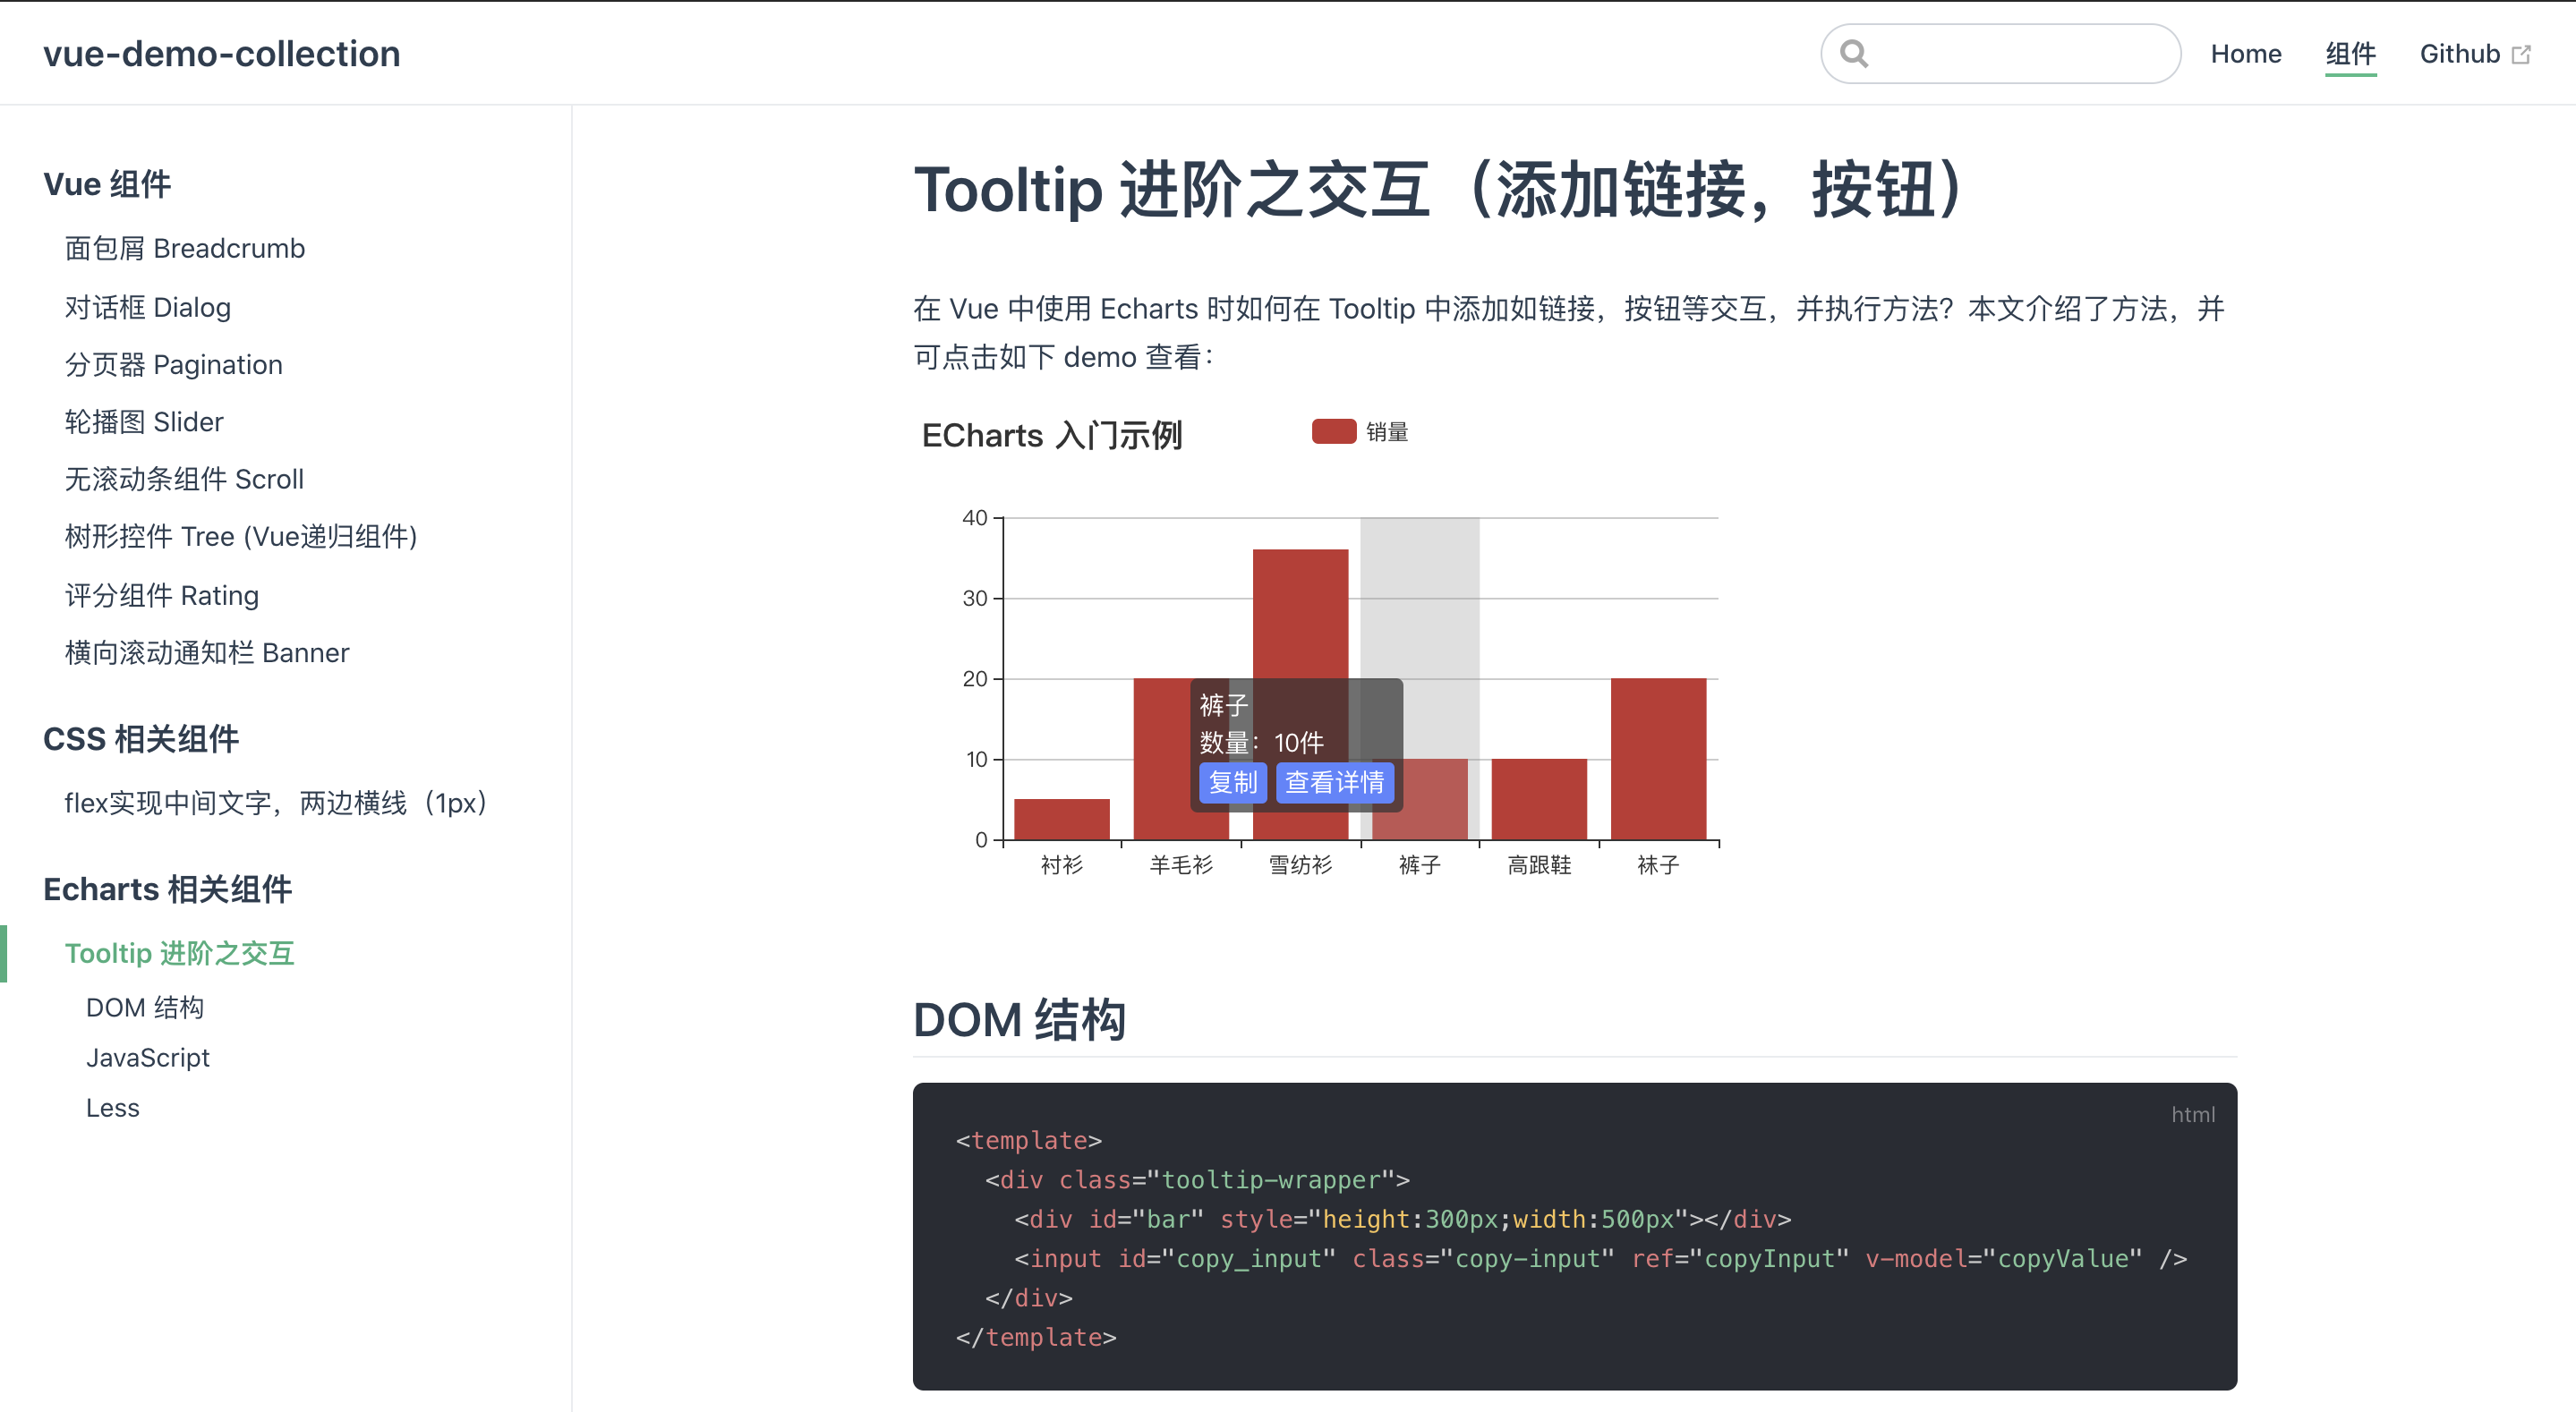 vue-demo-collection
Home
组件
Github
Vue 组件
面包屑 Breadcrumb
对话框 Dialog
分页器 Pagination
轮播图 Slider
无滚动条组件 Scroll
树形控件 Tree (Vue递归组件)
评分组件 Rating
横向滚动通知栏 Banner
CSS 相关组件
flex实现中间文字，两边横线（1px）
Echarts 相关组件
Tooltip 进阶之交互
DOM 结构
JavaScript
Less
Tooltip 进阶之交互（添加链接，按钮）
在 Vue 中使用 Echarts 时如何在 Tooltip 中添加如链接，按钮等交互，并执行方法？本文介绍了方法，并
可点击如下 demo 查看：
ECharts 入门示例
销量
40
30
20
10
0
裤子
数量：10件
复制 查看详情
衬衫 羊毛衫 雪纺衫 裤子 高跟鞋 袜子
DOM 结构
html
<template>
  <div class="tooltip-wrapper">
    <div id="bar" style="height:300px;width:500px"></div>
    <input id="copy_input" class="copy-input" ref="copyInput" v-model="copyValue" />
  </div>
</template>